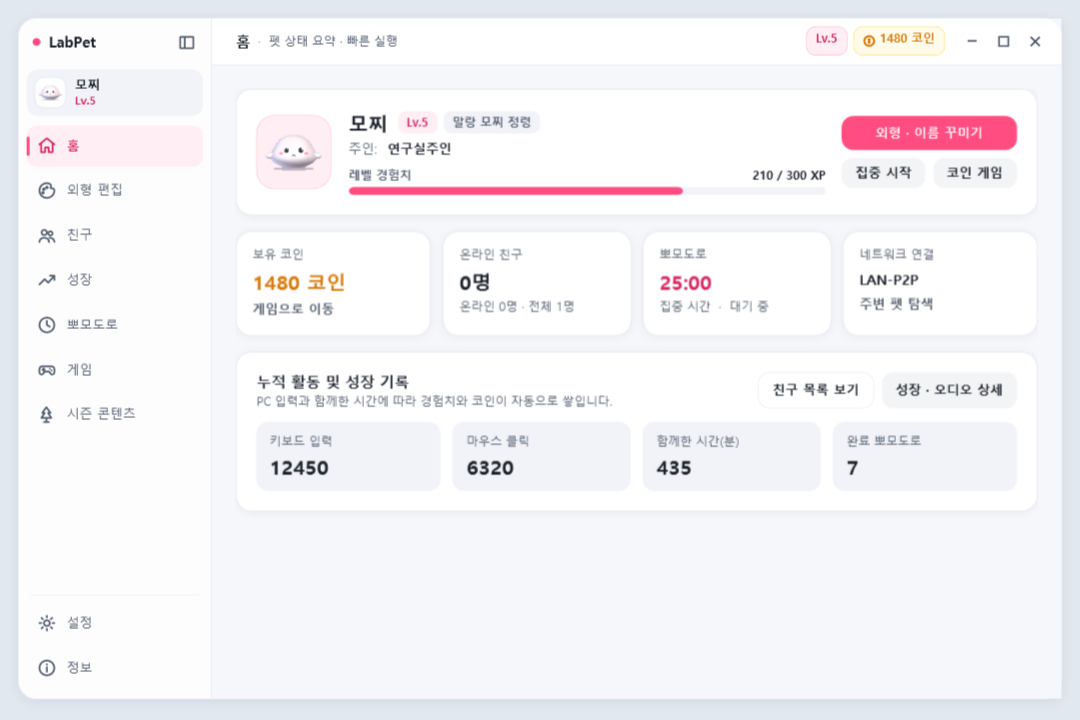 LabPet
모찌
Lv.5
홈
외형 편집
친구
성장
뽀모도로
게임
시즌 콘텐츠
설정
정보
홈 · 펫 상태 요약 · 빠른 실행
Lv.5
1480 코인
모찌 Lv.5 말랑 모찌 정령
주인: 연구실주인
레벨 경험치 210 / 300 XP
외형 · 이름 꾸미기
집중 시작 코인 게임
보유 코인
1480 코인
게임으로 이동
온라인 친구
0명
온라인 0명 · 전체 1명
뽀모도로
25:00
집중 시간 · 대기 중
네트워크 연결
LAN-P2P
주변 펫 탐색
누적 활동 및 성장 기록
PC 입력과 함께한 시간에 따라 경험치와 코인이 자동으로 쌓입니다.
친구 목록 보기 성장 · 오디오 상세
키보드 입력
12450
마우스 클릭
6320
함께한 시간(분)
435
완료 뽀모도로
7